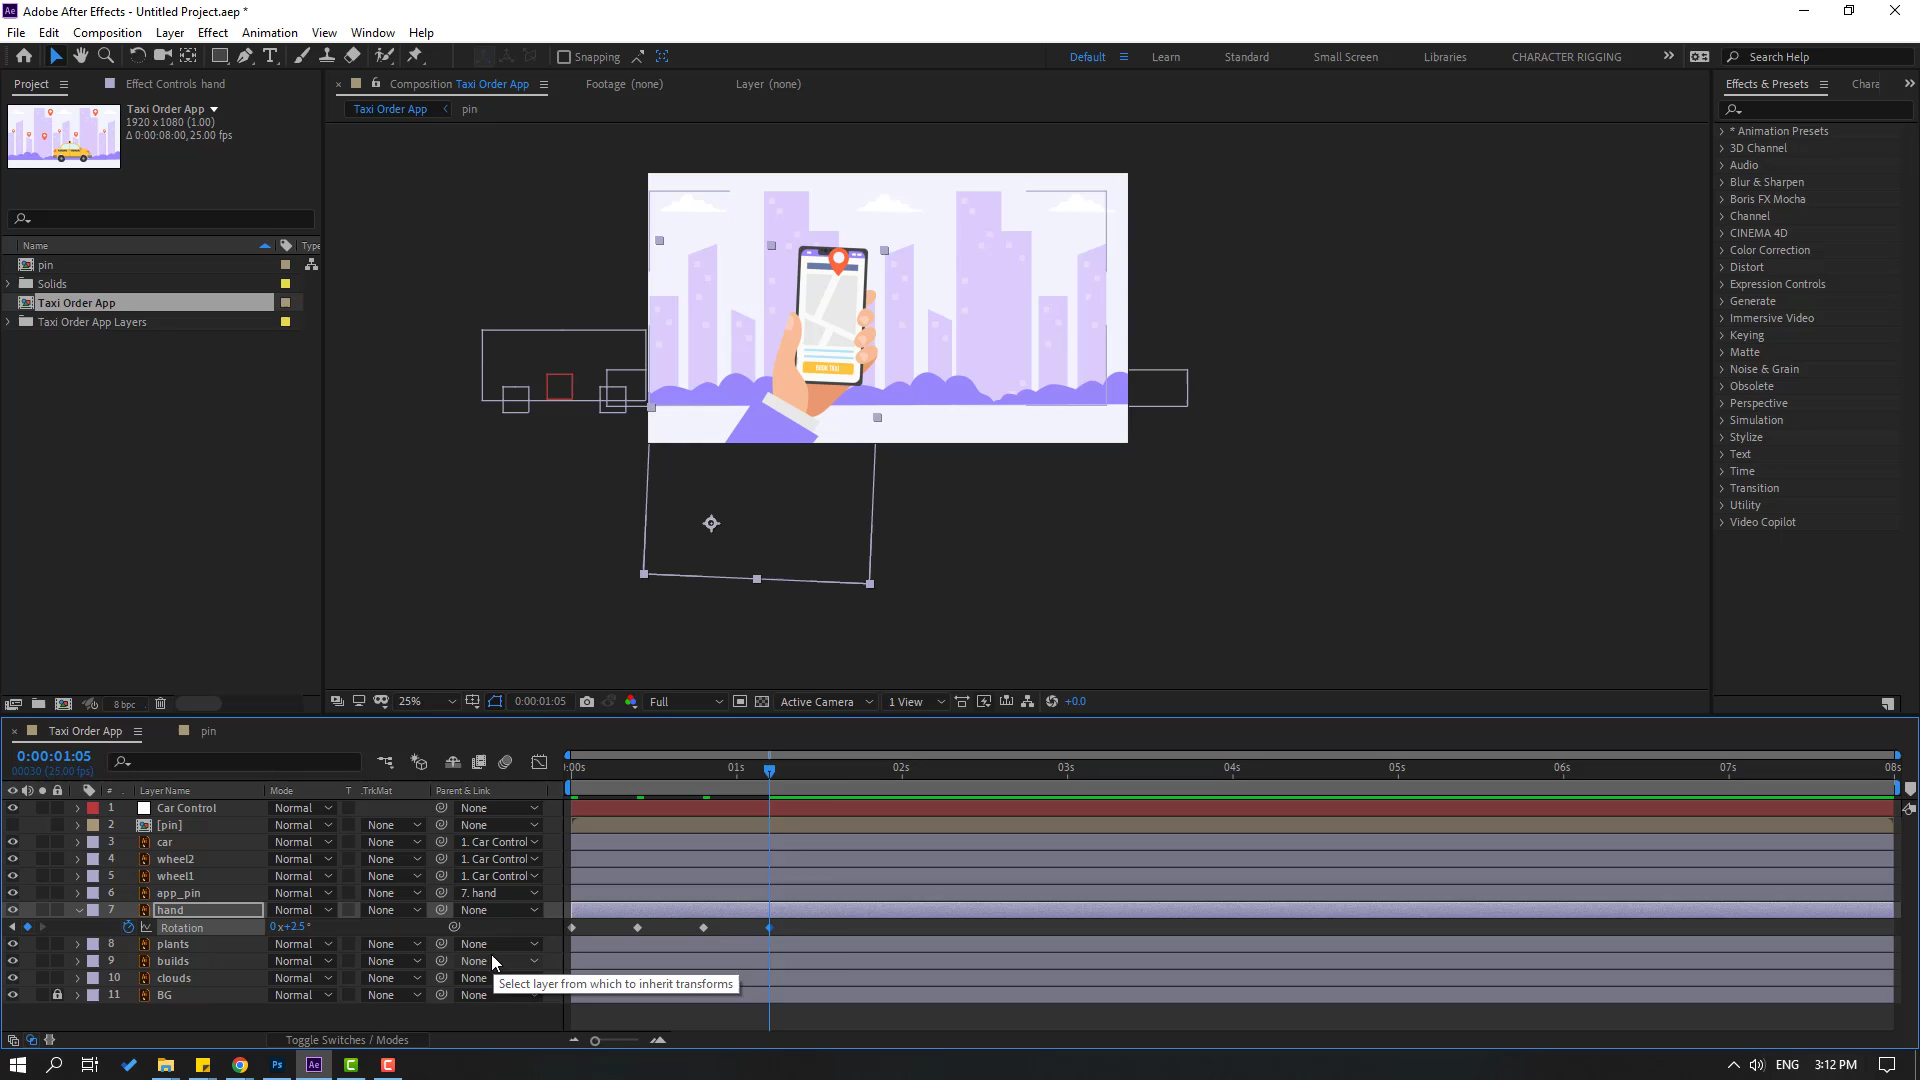 Ae Adobe After Effects - Untitled Project.aep *
File Edit Composition Layer Effect Animation View Window Help
Snapping Default Learn Standard Small Screen Libraries CHARACTER RIGGING Search Help
Project Effect Controls hand
Taxi Order App
1920 x 1080 (1.00)
Δ 0:00:08:00, 25.00 fps
Name Type
pin
Solids
Taxi Order App
Taxi Order App Layers
8 bpc
Composition Taxi Order App Footage (none) Layer (none)
Taxi Order App pin
BOOK TAXI
25% 0:00:01:05 Full Active Camera 1 View +0.0
Effects & Presets Chara
* Animation Presets
3D Channel
Audio
Blur & Sharpen
Boris FX Mocha
Channel
CINEMA 4D
Color Correction
Distort
Expression Controls
Generate
Immersive Video
Keying
Matte
Noise & Grain
Obsolete
Perspective
Simulation
Stylize
Text
Time
Transition
Utility
Video Copilot
Taxi Order App pin
0:00:01:05
00030 (25.00 fps)
:00s 01s 02s 03s 04s 05s 06s 07s 08s
# Layer Name Mode T .TrkMat Parent & Link
1 Car Control Normal None
2 [pin] Normal None None
3 car Normal None 1. Car Control
4 wheel2 Normal None 1. Car Control
5 wheel1 Normal None 1. Car Control
6 app_pin Normal None 7. hand
7 hand Normal None None
Rotation 0x+2.5°
8 plants Normal None None
9 builds Normal None None
10 clouds Normal None None
11 BG Normal None None
Select layer from which to inherit transforms
Toggle Switches / Modes
Ps Ae C C ENG 3:12 PM